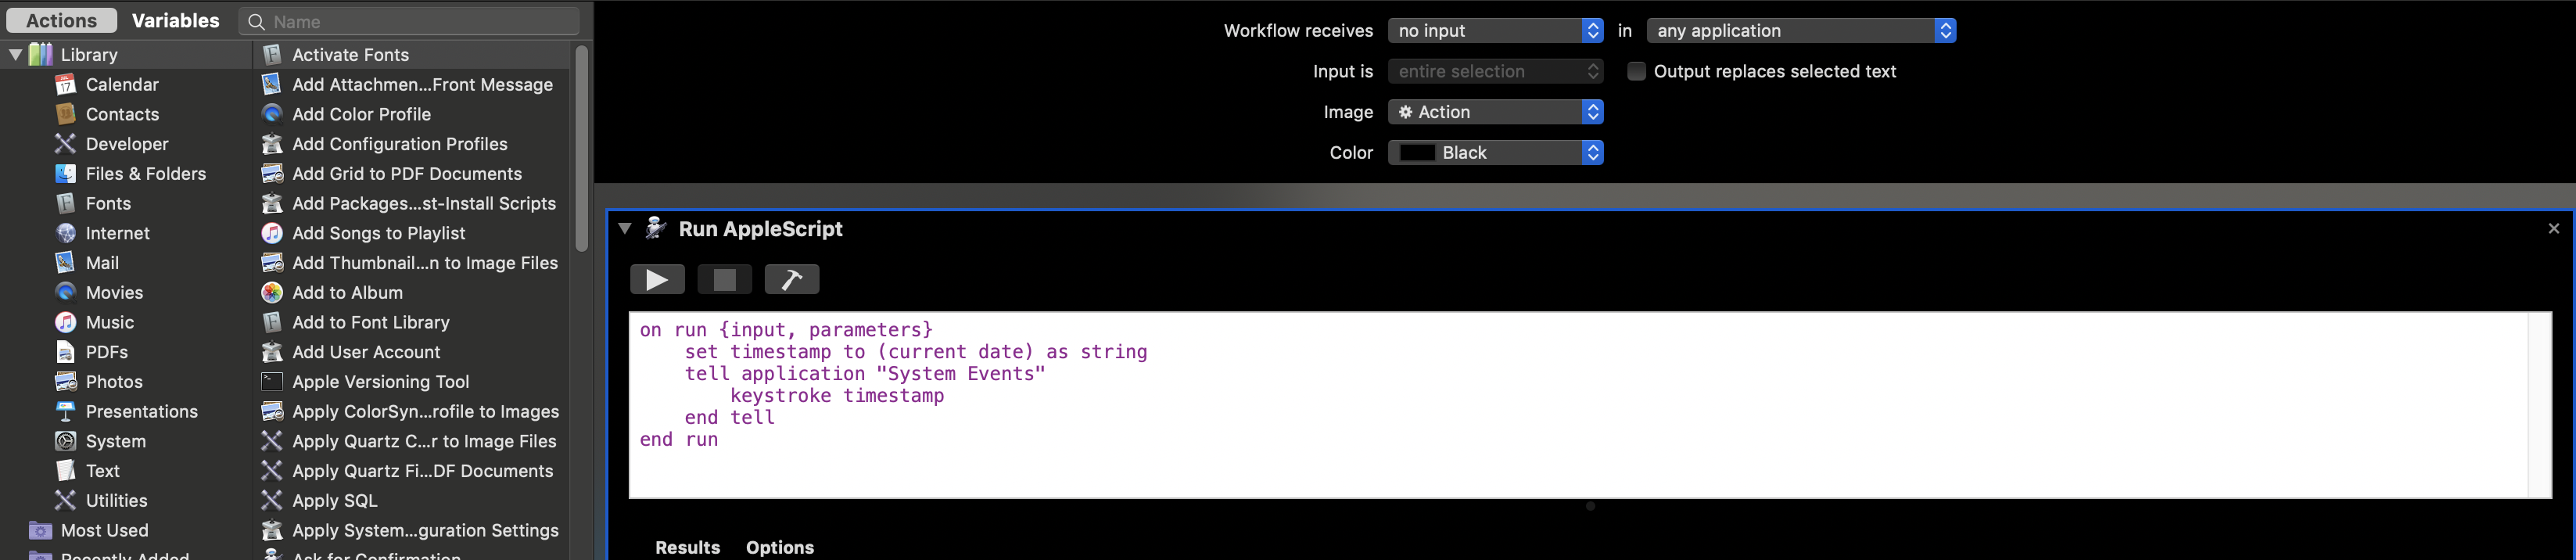 Actions Variables Name
Library
Calendar
Contacts
Developer
Files & Folders
Fonts
Internet
Mail
Movies
Music
PDFs
Photos
Presentations
System
Text
Utilities
Most Used
Recently Added
Activate Fonts
Add Attachmen...Front Message
Add Color Profile
Add Configuration Profiles
Add Grid to PDF Documents
Add Packages...st-Install Scripts
Add Songs to Playlist
Add Thumbnail...n to Image Files
Add to Album
Add to Font Library
Add User Account
Apple Versioning Tool
Apply ColorSyn...rofile to Images
Apply Quartz C...r to Image Files
Apply Quartz Fi...DF Documents
Apply SQL
Apply System...guration Settings
Ask for Confirmation
Workflow receives no input in any application
Input is entire selection Output replaces selected text
Image Action
Color Black
Run AppleScript
on run {input, parameters}
set timestamp to (current date) as string
tell application "System Events"
keystroke timestamp
end tell
end run
Results Options